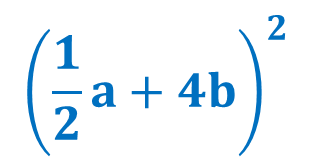 (1/2 a + 4b)²